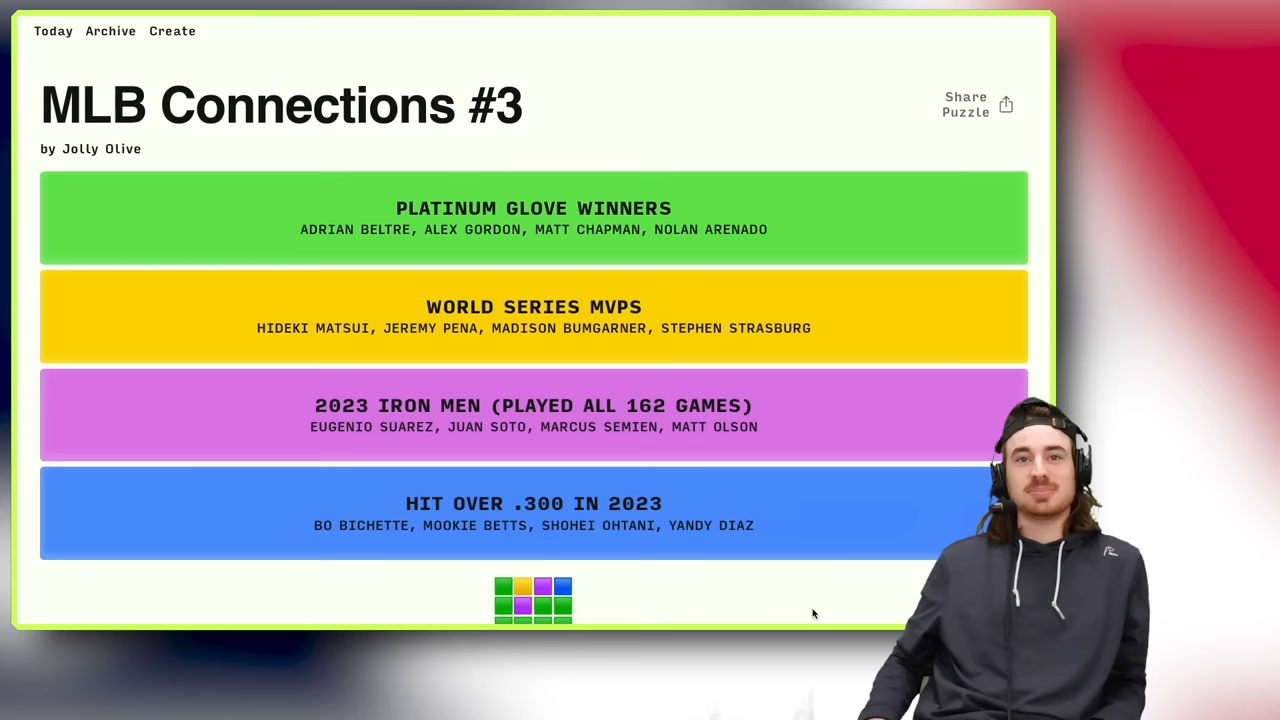 Today Archive Create
MLB Connections #3
Share
Puzzle
by Jolly Olive
PLATINUM GLOVE WINNERS
ADRIAN BELTRE, ALEX GORDON, MATT CHAPMAN, NOLAN ARENADO
WORLD SERIES MVPS
HIDEKI MATSUI, JEREMY PENA, MADISON BUMGARNER, STEPHEN STRASBURG
2023 IRON MEN (PLAYED ALL 162 GAMES)
EUGENIO SUAREZ, JUAN SOTO, MARCUS SEMIEN, MATT OLSON
HIT OVER .300 IN 2023
BO BICHETTE, MOOKIE BETTS, SHOHEI OHTANI, YANDY DIAZ